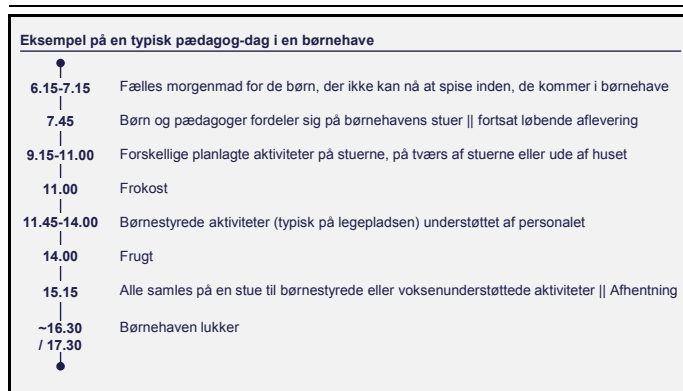 Eksempel på en typisk pædagog-dag i en børnehave
6.15-7.15 Fælles morgenmad for de børn, der ikke kan nå at spise inden, de kommer i børnehave
7.45 Børn og pædagoger fordeler sig på børnehavens stuer || fortsat løbende aflevering
9.15-11.00 Forskellige planlagte aktiviteter på stuerne, på tværs af stuerne eller ude af huset
11.00 Frokost
11.45-14.00 Børnestyrede aktiviteter (typisk på legepladsen) understøttet af personalet
14.00 Frugt
15.15 Alle samles på en stue til børnestyrede eller voksenunderstøttede aktiviteter || Afhentning
~16.30 Børnehaven lukker
/ 17.30